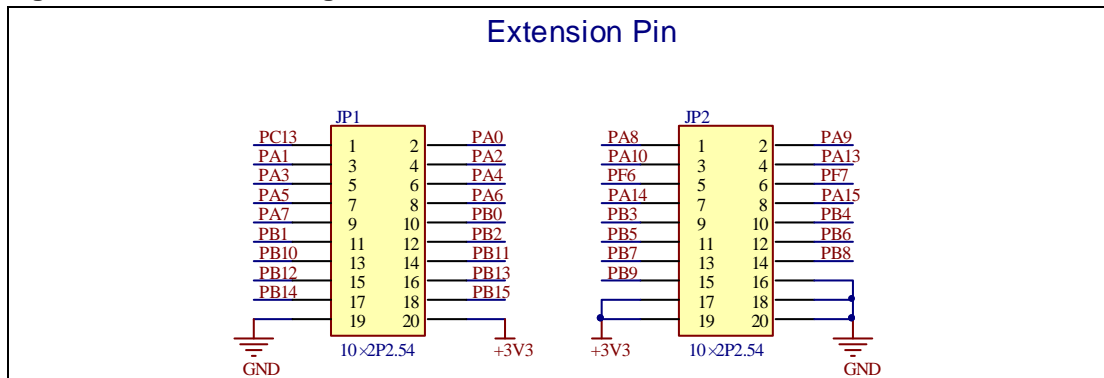 Extension Pin
JP1
PC13 1 2 PA0
PA1 3 4 PA2
PA3 5 6 PA4
PA5 7 8 PA6
PA7 9 10 PB0
PB1 11 12 PB2
PB10 13 14 PB11
PB12 15 16 PB13
PB14 17 18 PB15
19 20
10×2P2.54
GND
+3V3
JP2
PA8 1 2 PA9
PA10 3 4 PA13
PF6 5 6 PF7
PA14 7 8 PA15
PB3 9 10 PB4
PB5 11 12 PB6
PB7 13 14 PB8
PB9 15 16
17 18
19 20
+3V3
10×2P2.54
GND